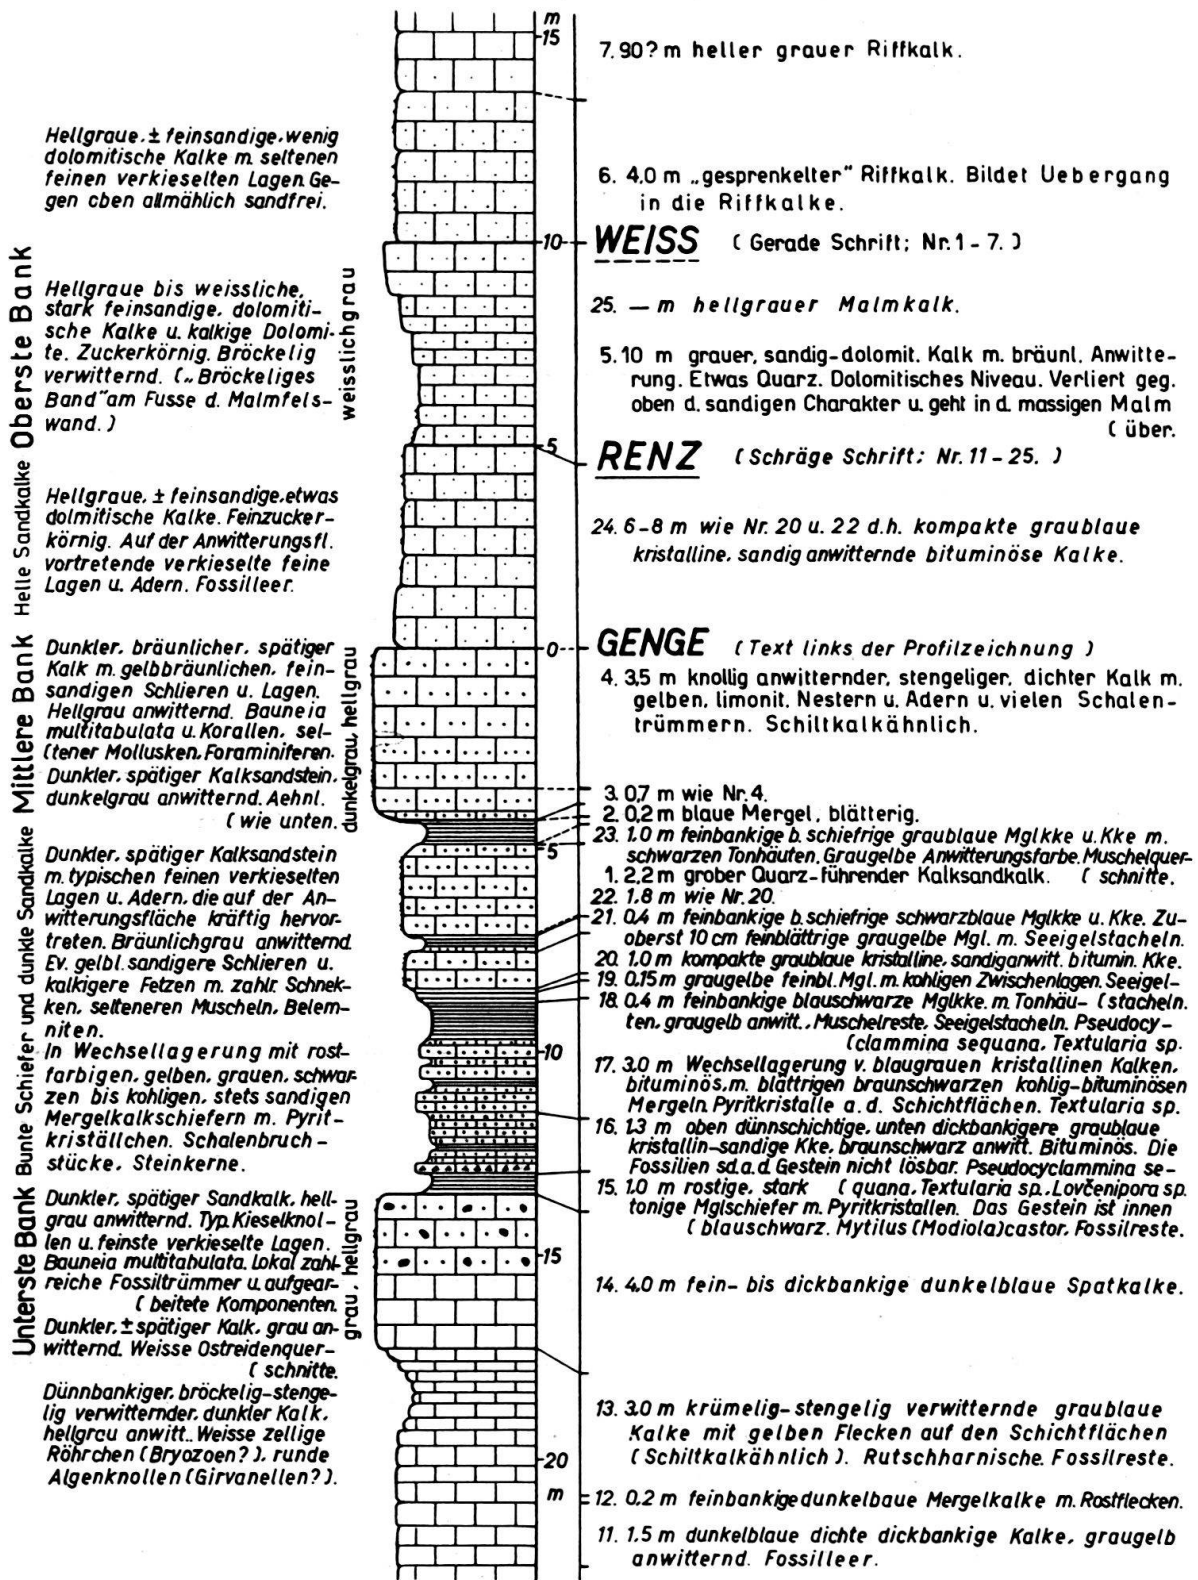 Oberste Bank
Helle Sandkalke
Mittlere Bank
Bunte Schiefer und dunkle Sandkalke
Unterste Bank
Hellgraue, ± feinsandige, wenig
dolomitische Kalke m. seltenen
feinen verkieselten Lagen. Ge-
gen cben allmählich sandfrei.
Hellgraue bis weissliche,
stark feinsandige, dolomiti-
sche Kalke u. kalkige Dolomi-
te. Zuckerkörnig. Bröckelig
verwitternd. („Bröckeliges
Band" am Fusse d. Malmfels-
wand.)
Hellgraue, ± feinsandige, etwas
dolmitische Kalke. Feinzucker-
körnig. Auf der Anwitterungsfl.
vortretende verkieselte feine
Lagen u. Adern. Fossilleer.
Dunkler, bräunlicher, spätiger
Kalk m. gelbbräunlichen, fein-
sandigen Schlieren u. Lagen.
Hellgrau anwitternd. Bauneia
multitabulata u. Korallen, sel-
(tener Mollusken, Foraminiferen.
Dunkler, spätiger Kalksandstein,
dunkelgrau anwitternd. Aehnl.
( wie unten.
Dunkler, spätiger Kalksandstein
m. typischen feinen verkieselten
Lagen u. Adern, die auf der An-
witterungsfläche kräftig hervor-
treten. Bräunlichgrau anwitternd.
Ev. gelbl. sandigere Schlieren u.
kalkigere Fetzen m. zahlr. Schnek-
ken, selteneren Muscheln, Belem-
niten.
In Wechsellagerung mit rost-
farbigen, gelben, grauen, schwar-
zen bis kohligen, stets sandigen
Mergelkalkschiefern m. Pyrit-
kriställchen. Schalenbruch-
stücke, Steinkerne.
Dunkler, spätiger Sandkalk, hell-
grau anwitternd. Typ. Kieselknol-
len u. feinste verkieselte Lagen.
Bauneia multitabulata. Lokal zahl-
reiche Fossiltrümmer u. aufgear-
( beitete Komponenten.
Dunkler, ± spätiger Kalk, grau an-
witternd. Weisse Ostreidenquer-
( schnitte.
Dünnbankiger, bröckelig-stenge-
lig verwitternder, dunkler Kalk,
hellgrau anwitt.. Weisse zellige
Röhrchen (Bryozoen?), runde
Algenknollen (Girvanellen?).
weisslichgrau
dunkelgrau, hellgrau
grau, hellgrau
m
15
10
5
0
5
10
15
20
m
7. 90? m heller grauer Riffkalk.
6. 4,0 m „gesprenkelter" Riffkalk. Bildet Uebergang
in die Riffkalke.
WEISS ( Gerade Schrift; Nr. 1 - 7. )
25. — m hellgrauer Malmkalk.
5. 10 m grauer, sandig-dolomit. Kalk m. bräunl. Anwitte-
rung. Etwas Quarz. Dolomitisches Niveau. Verliert geg.
oben d. sandigen Charakter u. geht in d. massigen Malm
( über.
RENZ ( Schräge Schrift; Nr. 11 - 25. )
24. 6-8 m wie Nr. 20 u. 22 d.h. kompakte graublaue
kristalline, sandig anwitternde bituminöse Kalke.
GENGE ( Text links der Profilzeichnung )
4. 3,5 m knollig anwitternder, stengeliger, dichter Kalk m.
gelben, limonit. Nestern u. Adern u. vielen Schalen-
trümmern. Schiltkalkähnlich.
3. 0,7 m wie Nr. 4.
2. 0,2 m blaue Mergel, blätterig.
23. 1.0 m feinbankige b. schiefrige graublaue Mglkke u. Kke m.
schwarzen Tonhäuten. Graugelbe Anwitterungsfarbe. Muschelquer-
1. 2,2 m grober Quarz-führender Kalksandkalk. ( schnitte.
22. 1.8 m wie Nr. 20.
21. 0.4 m feinbankige b. schiefrige schwarzblaue Mglkke u. Kke. Zu-
oberst 10 cm feinblättrige graugelbe Mgl. m. Seeigelstacheln.
20. 1.0 m kompakte graublaue kristalline, sandiganwitt. bitumin. Kke.
19. 0.15 m graugelbe feinbl. Mgl. m. kohligen Zwischenlagen. Seeigel-
18. 0.4 m feinbankige blauschwarze Mglkke. m. Tonhäu- ( stacheln.
ten, graugelb anwitt., Muschelreste, Seeigelstacheln. Pseudocy-
(clammina sequana, Textularia sp.
17. 3.0 m Wechsellagerung v. blaugrauen kristallinen Kalken,
bituminös, m. blättrigen braunschwarzen kohlig-bituminösen
Mergeln. Pyritkristalle a. d. Schichtflächen. Textularia sp.
16. 1.3 m oben dünnschichtige, unten dickbankigere graublaue
kristallin-sandige Kke, braunschwarz anwitt. Bituminös. Die
Fossilien sd. a. d. Gestein nicht lösbar. Pseudocyclammina se-
15. 1.0 m rostige, stark ( quana, Textularia sp., Lovčenipora sp.
tonige Mglschiefer m. Pyritkristallen. Das Gestein ist innen
( blauschwarz. Mytilus (Modiola) castor, Fossilreste.
14. 4.0 m fein- bis dickbankige dunkelblaue Spatkalke.
13. 3.0 m krümelig-stengelig verwitternde graublaue
Kalke mit gelben Flecken auf den Schichtflächen
( Schiltkalkähnlich ). Rutschharnische. Fossilreste.
12. 0.2 m feinbankige dunkelbaue Mergelkalke m. Rostflecken.
11. 1.5 m dunkelblaue dichte dickbankige Kalke, graugelb
anwitternd. Fossilleer.